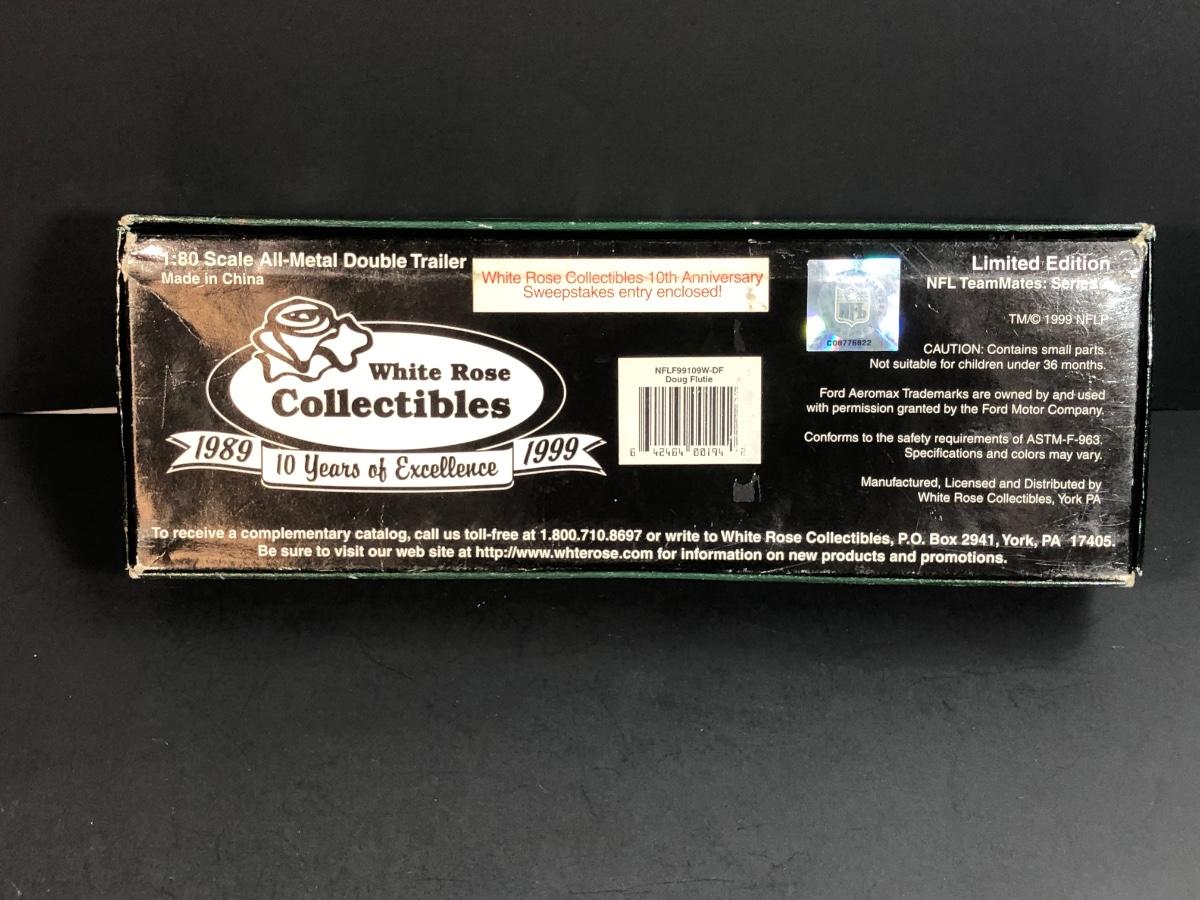 1:80 Scale All-Metal Double Trailer
Made in China
White Rose Collectibles 10th Anniversary
Sweepstakes entry enclosed!
White Rose
Collectibles
1989
10 Years of Excellence
1999
NFLF99109W-DF
Doug Flutie
6 42464 00194
NFL
C08776822
Limited Edition
NFL TeamMates: Series
TM/© 1999 NFLP
CAUTION: Contains small parts.
Not suitable for children under 36 months.
Ford Aeromax Trademarks are owned by and used
with permission granted by the Ford Motor Company.
Conforms to the safety requirements of ASTM-F-963.
Specifications and colors may vary.
Manufactured, Licensed and Distributed by
White Rose Collectibles, York PA
To receive a complementary catalog, call us toll-free at 1.800.710.8697 or write to White Rose Collectibles, P.O. Box 2941, York, PA 17405.
Be sure to visit our web site at http://www.whterose.com for information on new products and promotions.